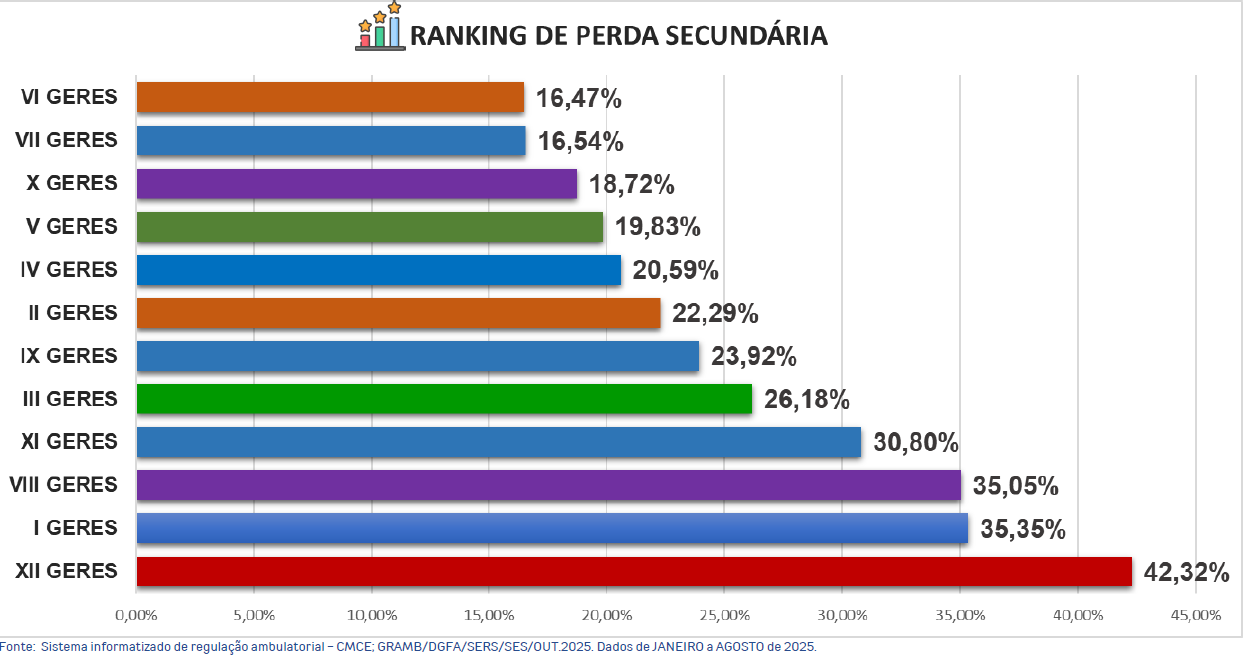 RANKING DE PERDA SECUNDÁRIA
VI GERES 16,47%
VII GERES 16,54%
X GERES 18,72%
V GERES 19,83%
IV GERES 20,59%
II GERES 22,29%
IX GERES 23,92%
III GERES 26,18%
XI GERES 30,80%
VIII GERES 35,05%
I GERES 35,35%
XII GERES 42,32%
0,00% 5,00% 10,00% 15,00% 20,00% 25,00% 30,00% 35,00% 40,00% 45,00%
Fonte: Sistema informatizado de regulação ambulatorial – CMCE; GRAMB/DGFA/SERS/SES/OUT.2025. Dados de JANEIRO a AGOSTO de 2025.